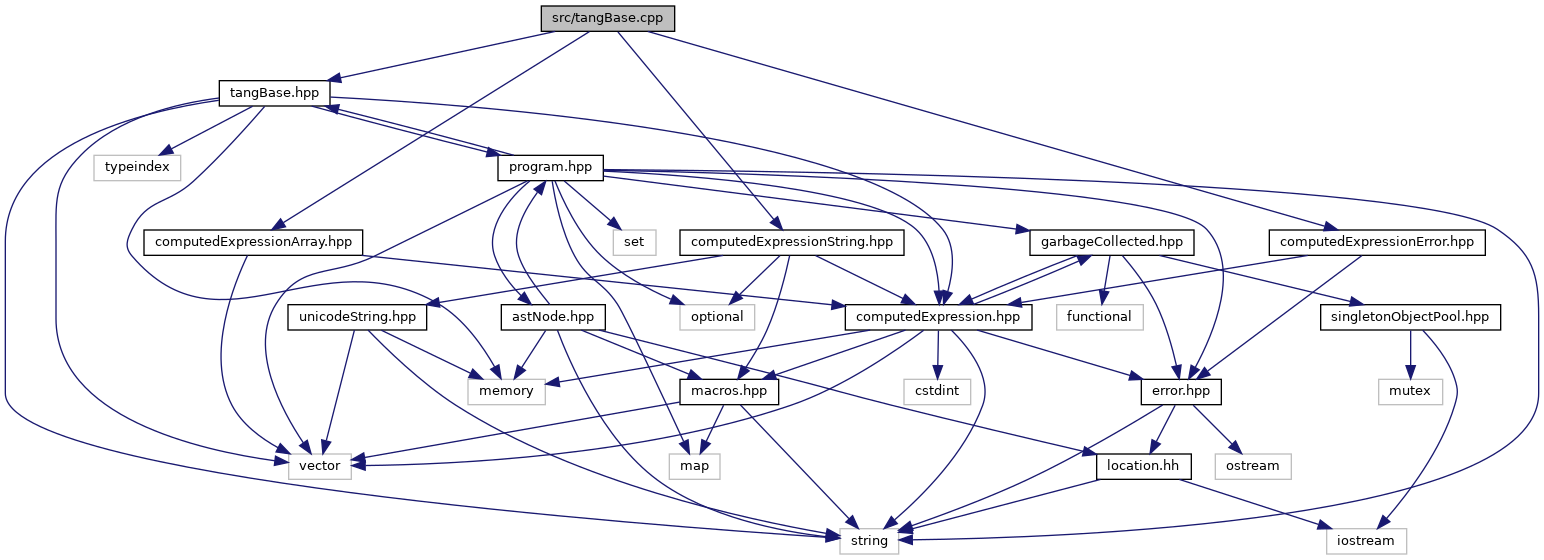 src/tangBase.cpp
tangBase.hpp
typeindex
program.hpp
computedExpressionArray.hpp
set
computedExpressionString.hpp
garbageCollected.hpp
computedExpressionError.hpp
unicodeString.hpp
astNode.hpp
optional
computedExpression.hpp
functional
singletonObjectPool.hpp
memory
macros.hpp
cstdint
error.hpp
mutex
vector
map
location.hh
ostream
string
iostream